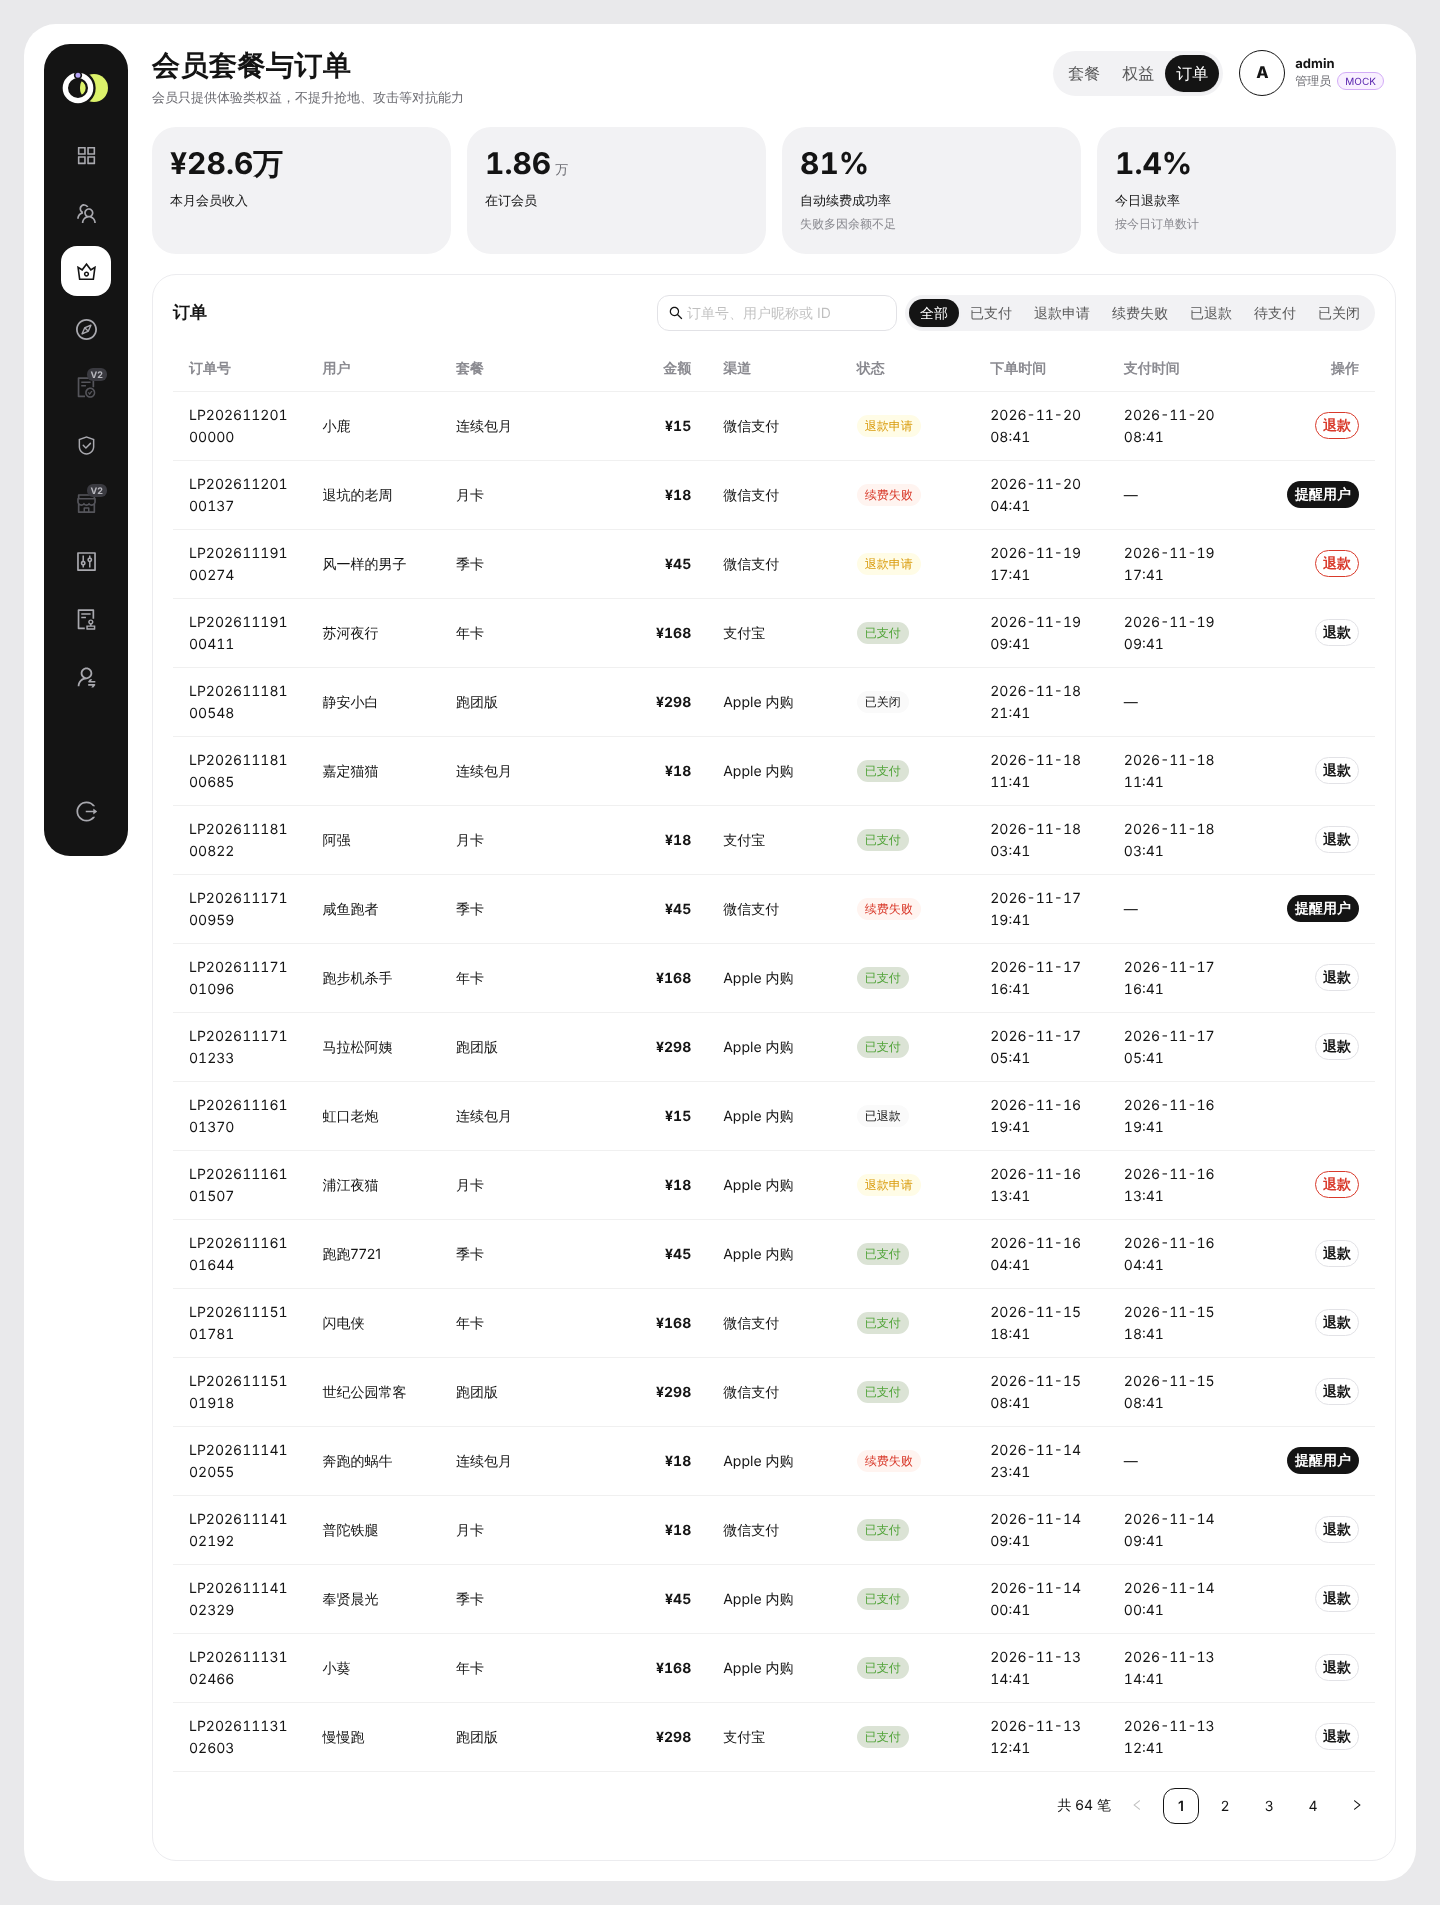 会员套餐与订单
会员只提供体验类权益，不提升抢地、攻击等对抗能力
套餐 权益 订单
A
admin
管理员 MOCK
V2
V2
¥28.6万
本月会员收入
1.86 万
在订会员
81%
自动续费成功率
失败多因余额不足
1.4%
今日退款率
按今日订单数计
订单
订单号、用户昵称或 ID
全部 已支付 退款申请 续费失败 已退款 待支付 已关闭
订单号 用户 套餐 金额 渠道 状态 下单时间 支付时间 操作
LP202611201
00000 小鹿 连续包月 ¥15 微信支付 退款申请 2026-11-20
08:41 2026-11-20
08:41 退款
LP202611201
00137 退坑的老周 月卡 ¥18 微信支付 续费失败 2026-11-20
04:41 — 提醒用户
LP202611191
00274 风一样的男子 季卡 ¥45 微信支付 退款申请 2026-11-19
17:41 2026-11-19
17:41 退款
LP202611191
00411 苏河夜行 年卡 ¥168 支付宝 已支付 2026-11-19
09:41 2026-11-19
09:41 退款
LP202611181
00548 静安小白 跑团版 ¥298 Apple 内购 已关闭 2026-11-18
21:41 —
LP202611181
00685 嘉定猫猫 连续包月 ¥18 Apple 内购 已支付 2026-11-18
11:41 2026-11-18
11:41 退款
LP202611181
00822 阿强 月卡 ¥18 支付宝 已支付 2026-11-18
03:41 2026-11-18
03:41 退款
LP202611171
00959 咸鱼跑者 季卡 ¥45 微信支付 续费失败 2026-11-17
19:41 — 提醒用户
LP202611171
01096 跑步机杀手 年卡 ¥168 Apple 内购 已支付 2026-11-17
16:41 2026-11-17
16:41 退款
LP202611171
01233 马拉松阿姨 跑团版 ¥298 Apple 内购 已支付 2026-11-17
05:41 2026-11-17
05:41 退款
LP202611161
01370 虹口老炮 连续包月 ¥15 Apple 内购 已退款 2026-11-16
19:41 2026-11-16
19:41
LP202611161
01507 浦江夜猫 月卡 ¥18 Apple 内购 退款申请 2026-11-16
13:41 2026-11-16
13:41 退款
LP202611161
01644 跑跑7721 季卡 ¥45 Apple 内购 已支付 2026-11-16
04:41 2026-11-16
04:41 退款
LP202611151
01781 闪电侠 年卡 ¥168 微信支付 已支付 2026-11-15
18:41 2026-11-15
18:41 退款
LP202611151
01918 世纪公园常客 跑团版 ¥298 微信支付 已支付 2026-11-15
08:41 2026-11-15
08:41 退款
LP202611141
02055 奔跑的蜗牛 连续包月 ¥18 Apple 内购 续费失败 2026-11-14
23:41 — 提醒用户
LP202611141
02192 普陀铁腿 月卡 ¥18 微信支付 已支付 2026-11-14
09:41 2026-11-14
09:41 退款
LP202611141
02329 奉贤晨光 季卡 ¥45 Apple 内购 已支付 2026-11-14
00:41 2026-11-14
00:41 退款
LP202611131
02466 小葵 年卡 ¥168 Apple 内购 已支付 2026-11-13
14:41 2026-11-13
14:41 退款
LP202611131
02603 慢慢跑 跑团版 ¥298 支付宝 已支付 2026-11-13
12:41 2026-11-13
12:41 退款
共 64 笔 1 2 3 4